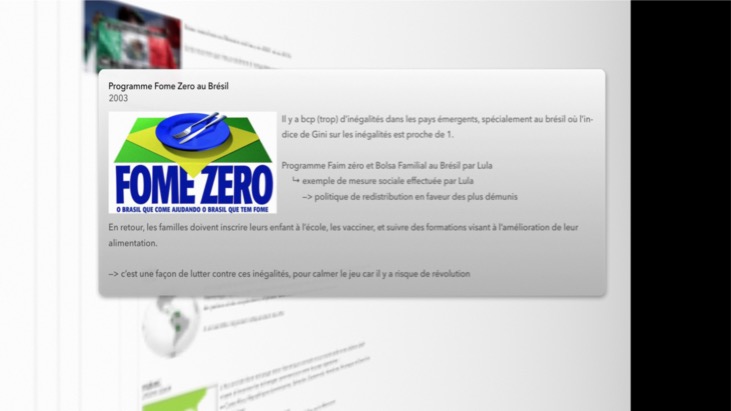 Programme Fome Zero au Brésil
2003
Il y a bcp (trop) d'inégalités dans les pays émergents, spécialement au brésil où l'in-
dice de Gini sur les inégalités est proche de 1.
Programme Faim zéro et Bolsa Familial au Brésil par Lula
↳ exemple de mesure sociale effectuée par Lula
–> politique de redistribution en faveur des plus démunis
FOME ZERO
O BRASIL QUE COME AJUDANDO O BRASIL QUE TEM FOME
En retour, les familles doivent inscrire leurs enfant à l'école, les vacciner, et suivre des formations visant à l'amélioration de leur
alimentation.
–> c'est une façon de lutter contre ces inégalités, pour calmer le jeu car il y a risque de révolution